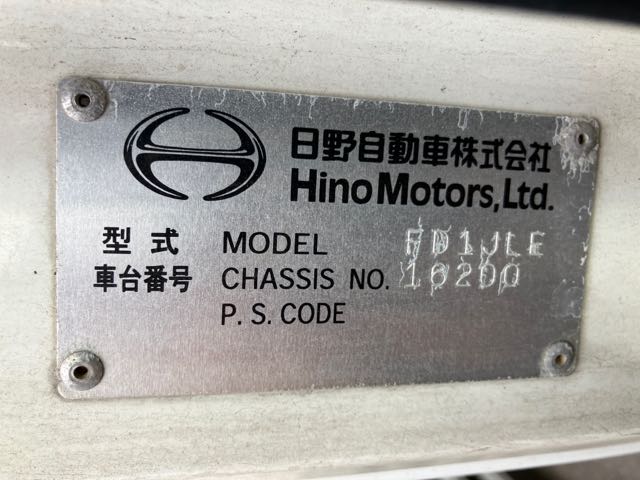 日野自動車株式会社
Hino Motors, Ltd.
型式 MODEL FD1JLE
車台番号 CHASSIS NO. 10200
P. S. CODE